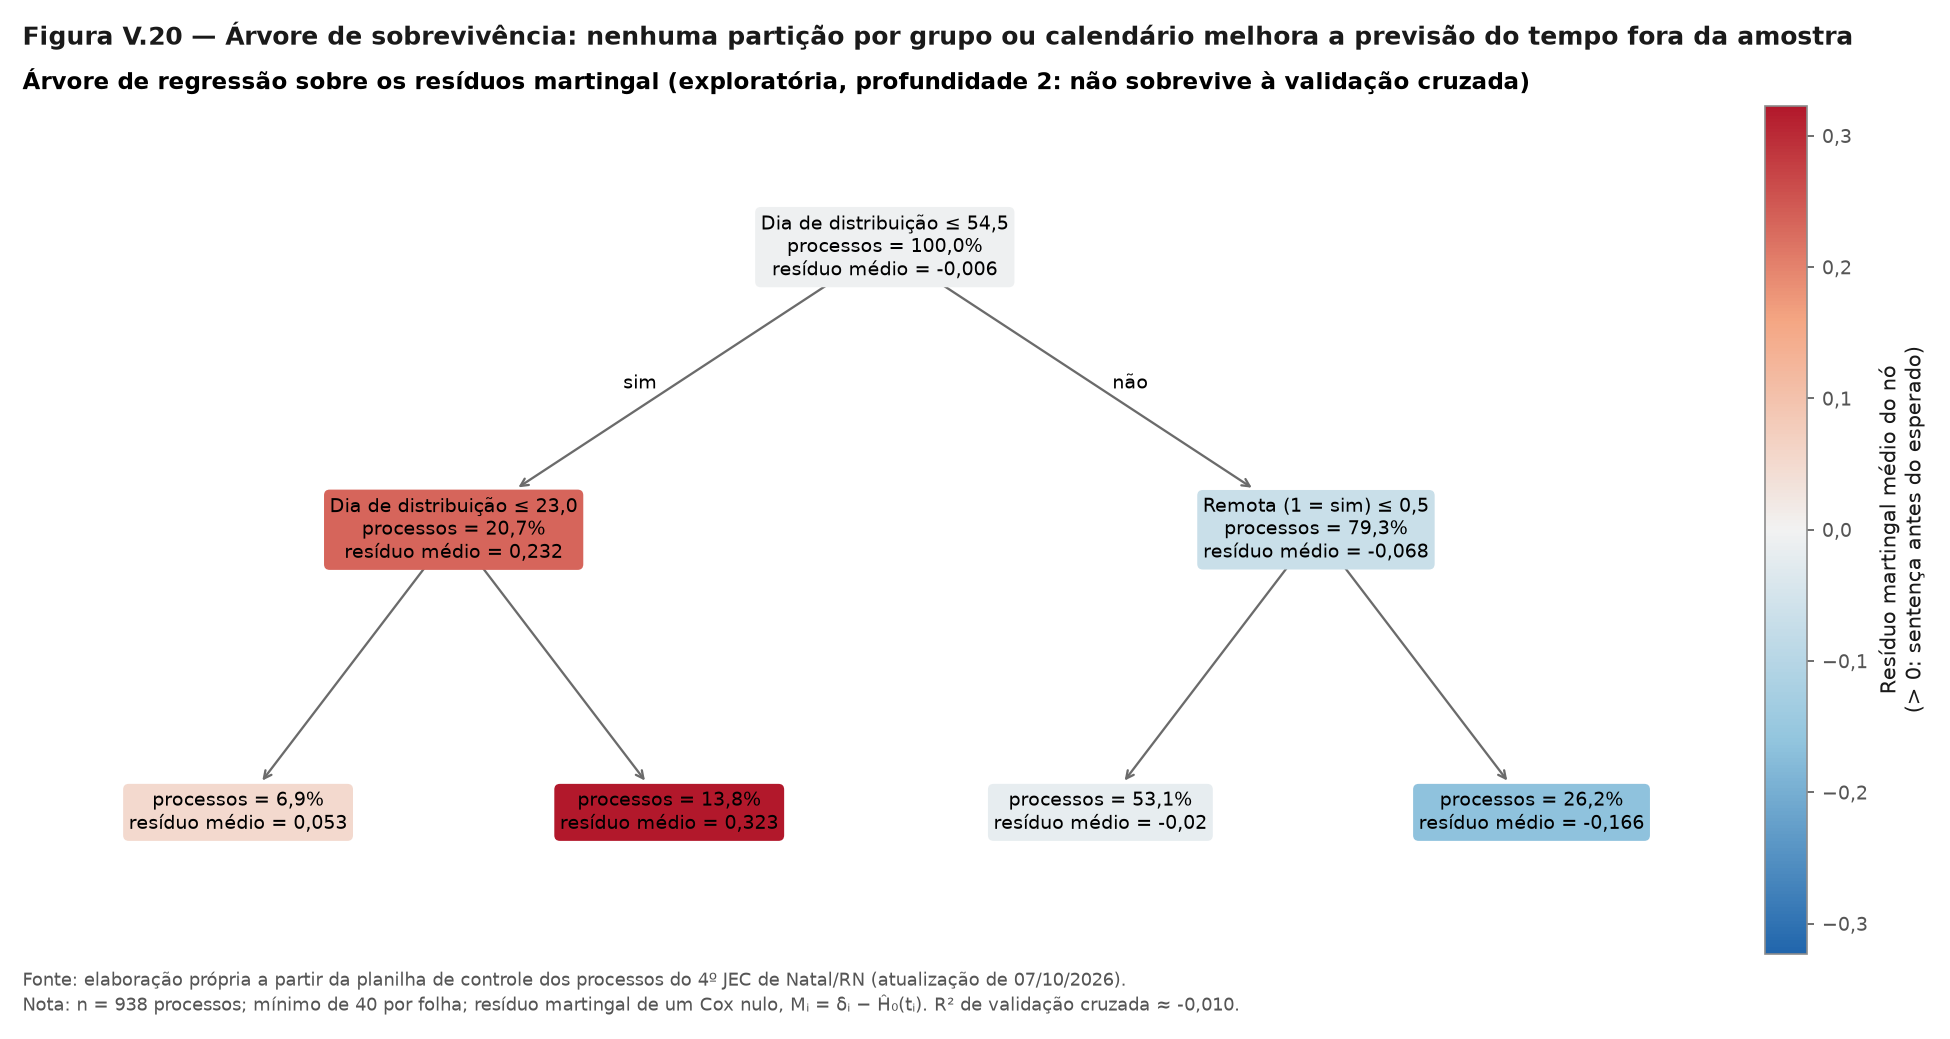 Figura V.20 — Árvore de sobrevivência: nenhuma partição por grupo ou calendário melhora a previsão do tempo fora da amostra
Árvore de regressão sobre os resíduos martingal (exploratória, profundidade 2: não sobrevive à validação cruzada)
Dia de distribuição ≤ 54,5
processos = 100,0%
resíduo médio = -0,006
sim
não
Dia de distribuição ≤ 23,0
processos = 20,7%
resíduo médio = 0,232
Remota (1 = sim) ≤ 0,5
processos = 79,3%
resíduo médio = -0,068
processos = 6,9%
resíduo médio = 0,053
processos = 13,8%
resíduo médio = 0,323
processos = 53,1%
resíduo médio = -0,02
processos = 26,2%
resíduo médio = -0,166
0,3
0,2
0,1
0,0
−0,1
−0,2
−0,3
Resíduo martingal médio do nó
(> 0: sentença antes do esperado)
Fonte: elaboração própria a partir da planilha de controle dos processos do 4º JEC de Natal/RN (atualização de 07/10/2026).
Nota: n = 938 processos; mínimo de 40 por folha; resíduo martingal de um Cox nulo, Mᵢ = δᵢ − Ĥ₀(tᵢ). R² de validação cruzada ≈ -0,010.